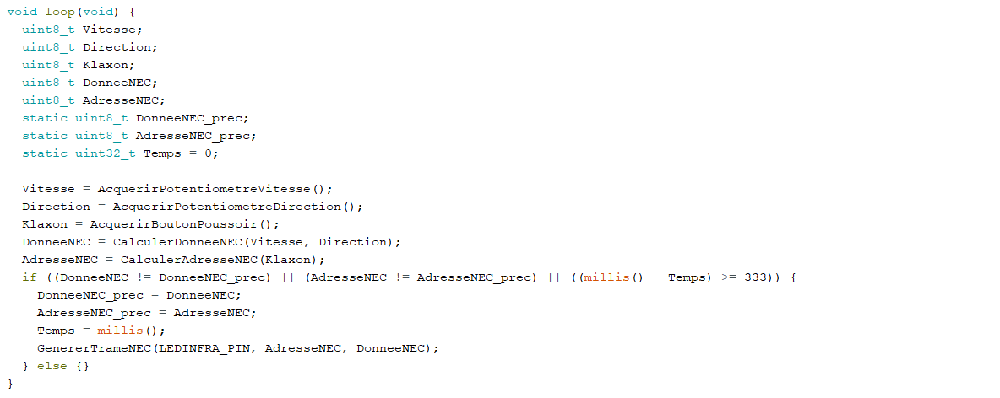 void loop(void) {
  uint8_t Vitesse;
  uint8_t Direction;
  uint8_t Klaxon;
  uint8_t DonneeNEC;
  uint8_t AdresseNEC;
  static uint8_t DonneeNEC_prec;
  static uint8_t AdresseNEC_prec;
  static uint32_t Temps = 0;

  Vitesse = AcquerirPotentiometreVitesse();
  Direction = AcquerirPotentiometreDirection();
  Klaxon = AcquerirBoutonPoussoir();
  DonneeNEC = CalculerDonneeNEC(Vitesse, Direction);
  AdresseNEC = CalculerAdresseNEC(Klaxon);
  if ((DonneeNEC != DonneeNEC_prec) || (AdresseNEC != AdresseNEC_prec) || ((millis() - Temps) >= 333)) {
    DonneeNEC_prec = DonneeNEC;
    AdresseNEC_prec = AdresseNEC;
    Temps = millis();
    GenererTrameNEC(LEDINFRA_PIN, AdresseNEC, DonneeNEC);
  } else {}
}